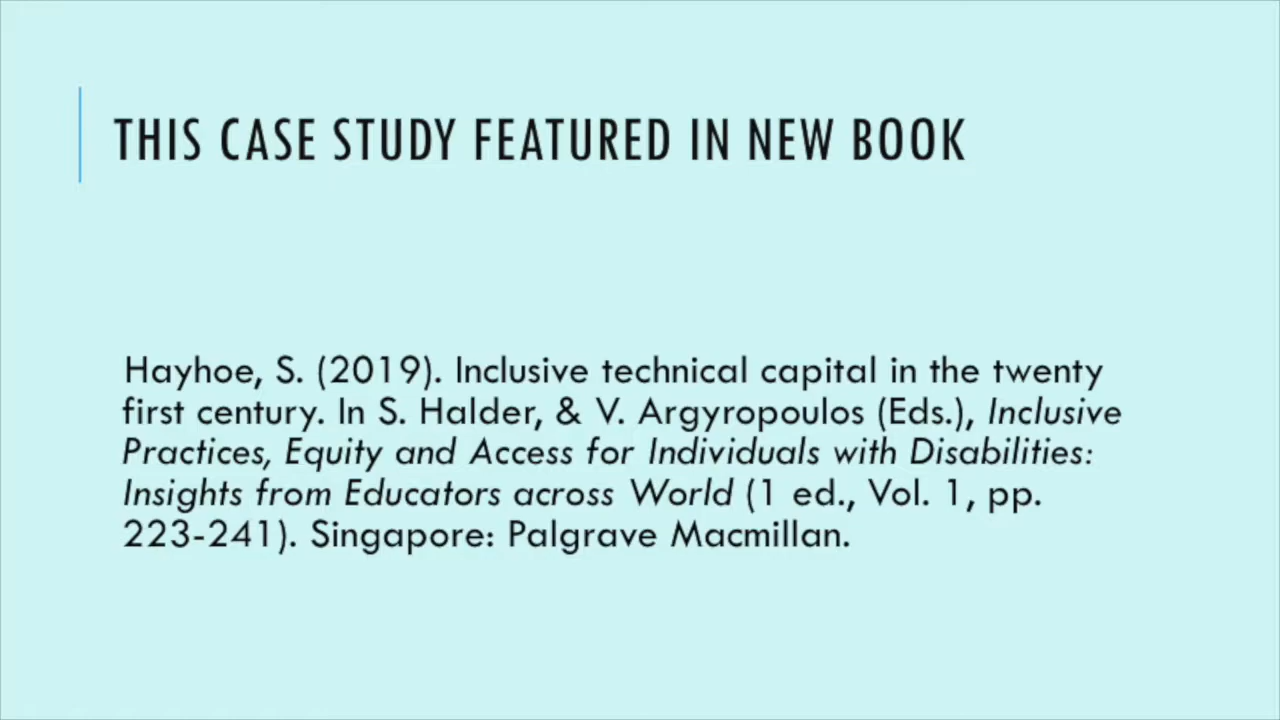 THIS CASE STUDY FEATURED IN NEW BOOK
Hayhoe, S. (2019). Inclusive technical capital in the twenty
first century. In S. Halder, & V. Argyropoulos (Eds.), Inclusive
Practices, Equity and Access for Individuals with Disabilities:
Insights from Educators across World (1 ed., Vol. 1, pp.
223-241). Singapore: Palgrave Macmillan.